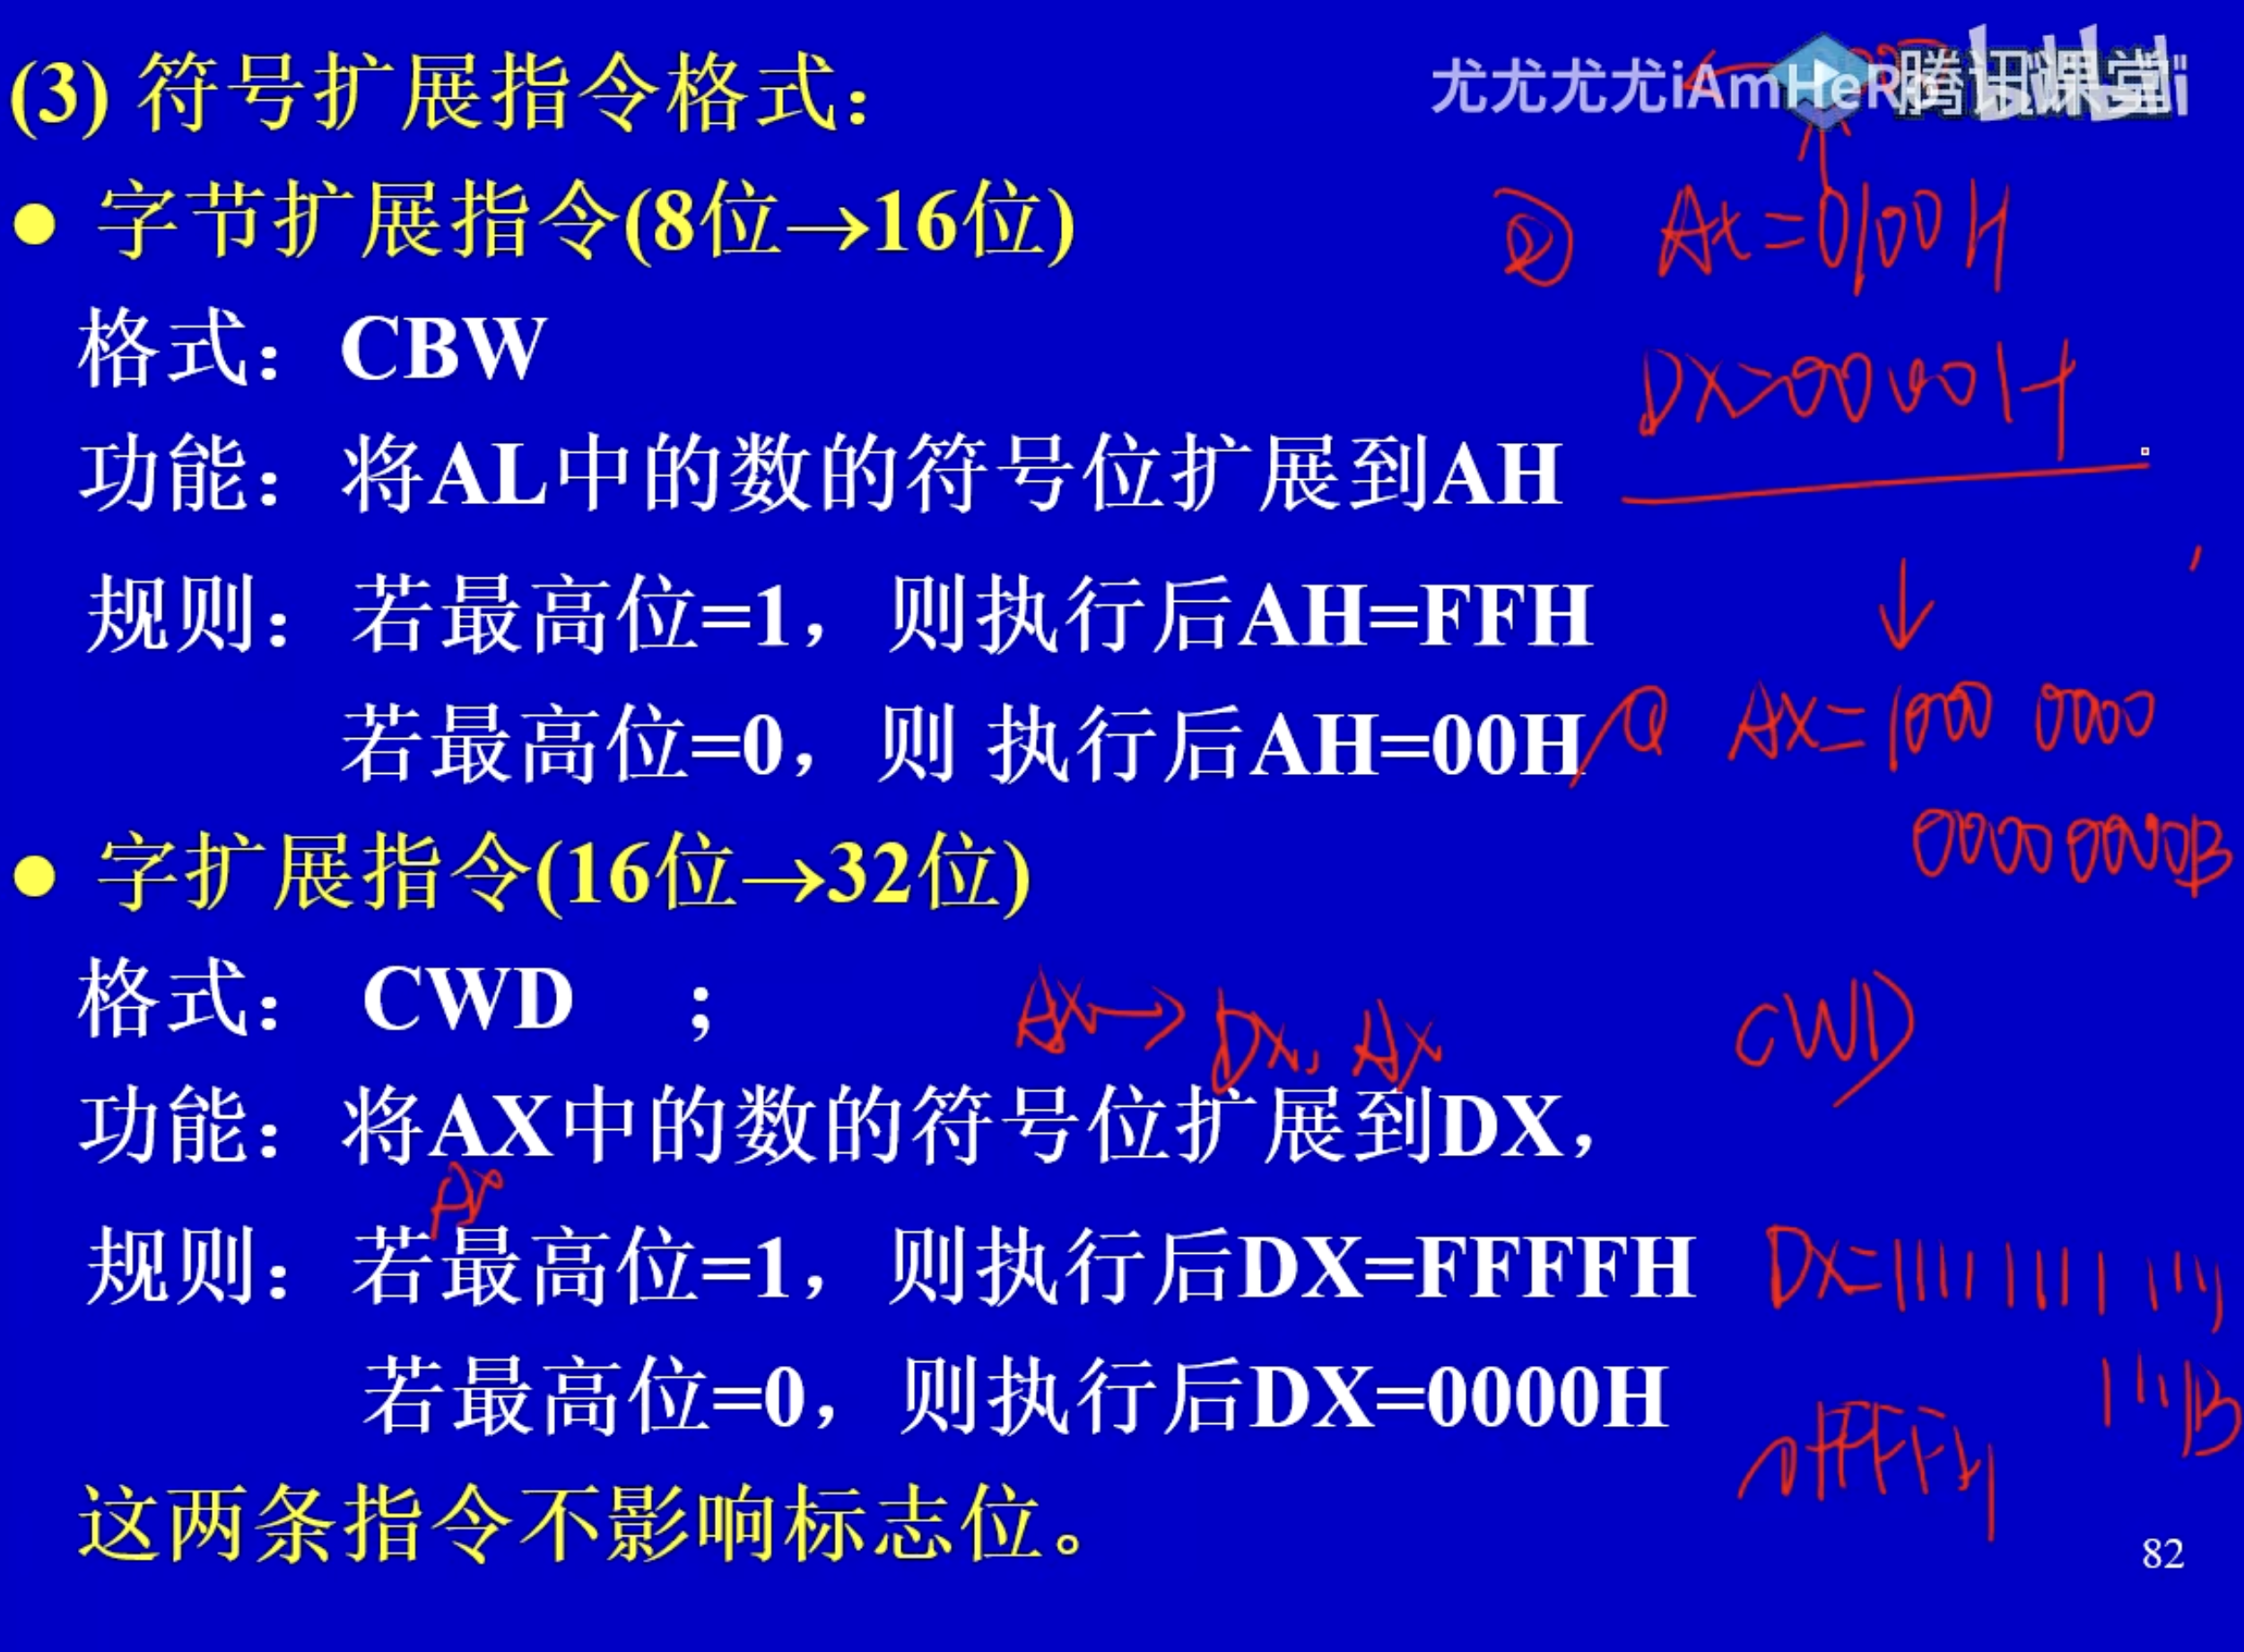 (3) 符号扩展指令格式：
尤尤尤尤iAmHeR 腾讯课堂
● 字节扩展指令(8位→16位)
② AX=0100H
格式：CBW
DX=0000H
功能：将AL中的数的符号位扩展到AH
规则：若最高位=1，则执行后AH=FFH
若最高位=0，则 执行后AH=00H
AX=1000 0000
0000 0000B
● 字扩展指令(16位→32位)
格式：CWD ；
AX→DX, AX
CWD
功能：将AX中的数的符号位扩展到DX，
AX
规则：若最高位=1，则执行后DX=FFFFH
DX=1111 1111 1111
1111B
若最高位=0，则执行后DX=0000H
这两条指令不影响标志位。
82